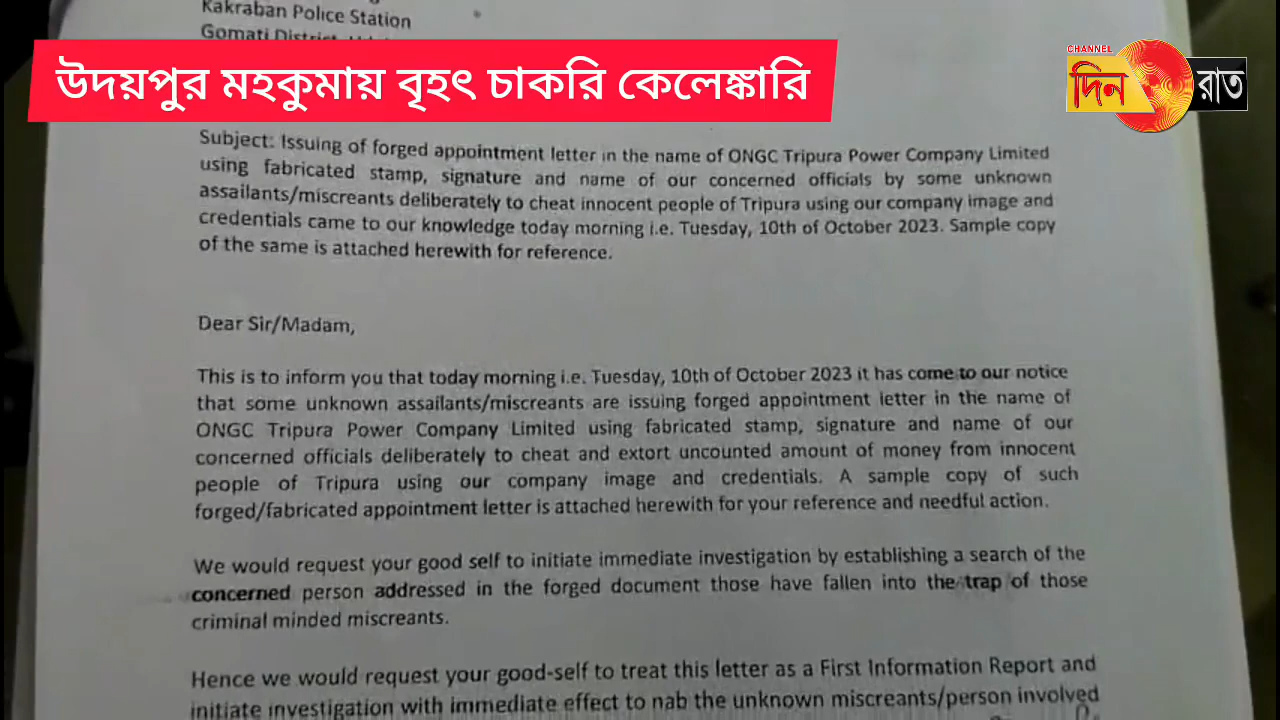 Kakraban Police Station
Gomati District
উদয়পুর মহকুমায় বৃহৎ চাকরি কেলেঙ্কারি
CHANNEL
দিন রাত
Subject: Issuing of forged appointment letter in the name of ONGC Tripura Power Company Limited
using fabricated stamp, signature and name of our concerned officials by some unknown
assailants/miscreants deliberately to cheat innocent people of Tripura using our company image and
credentials came to our knowledge today morning i.e. Tuesday, 10th of October 2023. Sample copy
of the same is attached herewith for reference.
Dear Sir/Madam,
This is to inform you that today morning i.e. Tuesday, 10th of October 2023 it has come to our notice
that some unknown assailants/miscreants are issuing forged appointment letter in the name of
ONGC Tripura Power Company Limited using fabricated stamp, signature and name of our
concerned officials deliberately to cheat and extort uncounted amount of money from innocent
people of Tripura using our company image and credentials. A sample copy of such
forged/fabricated appointment letter is attached herewith for your reference and needful action.
We would request your good self to initiate immediate investigation by establishing a search of the
concerned person addressed in the forged document those have fallen into the trap of those
criminal minded miscreants.
Hence we would request your good-self to treat this letter as a First Information Report and
initiate investigation with immediate effect to nab the unknown miscreants/person involved